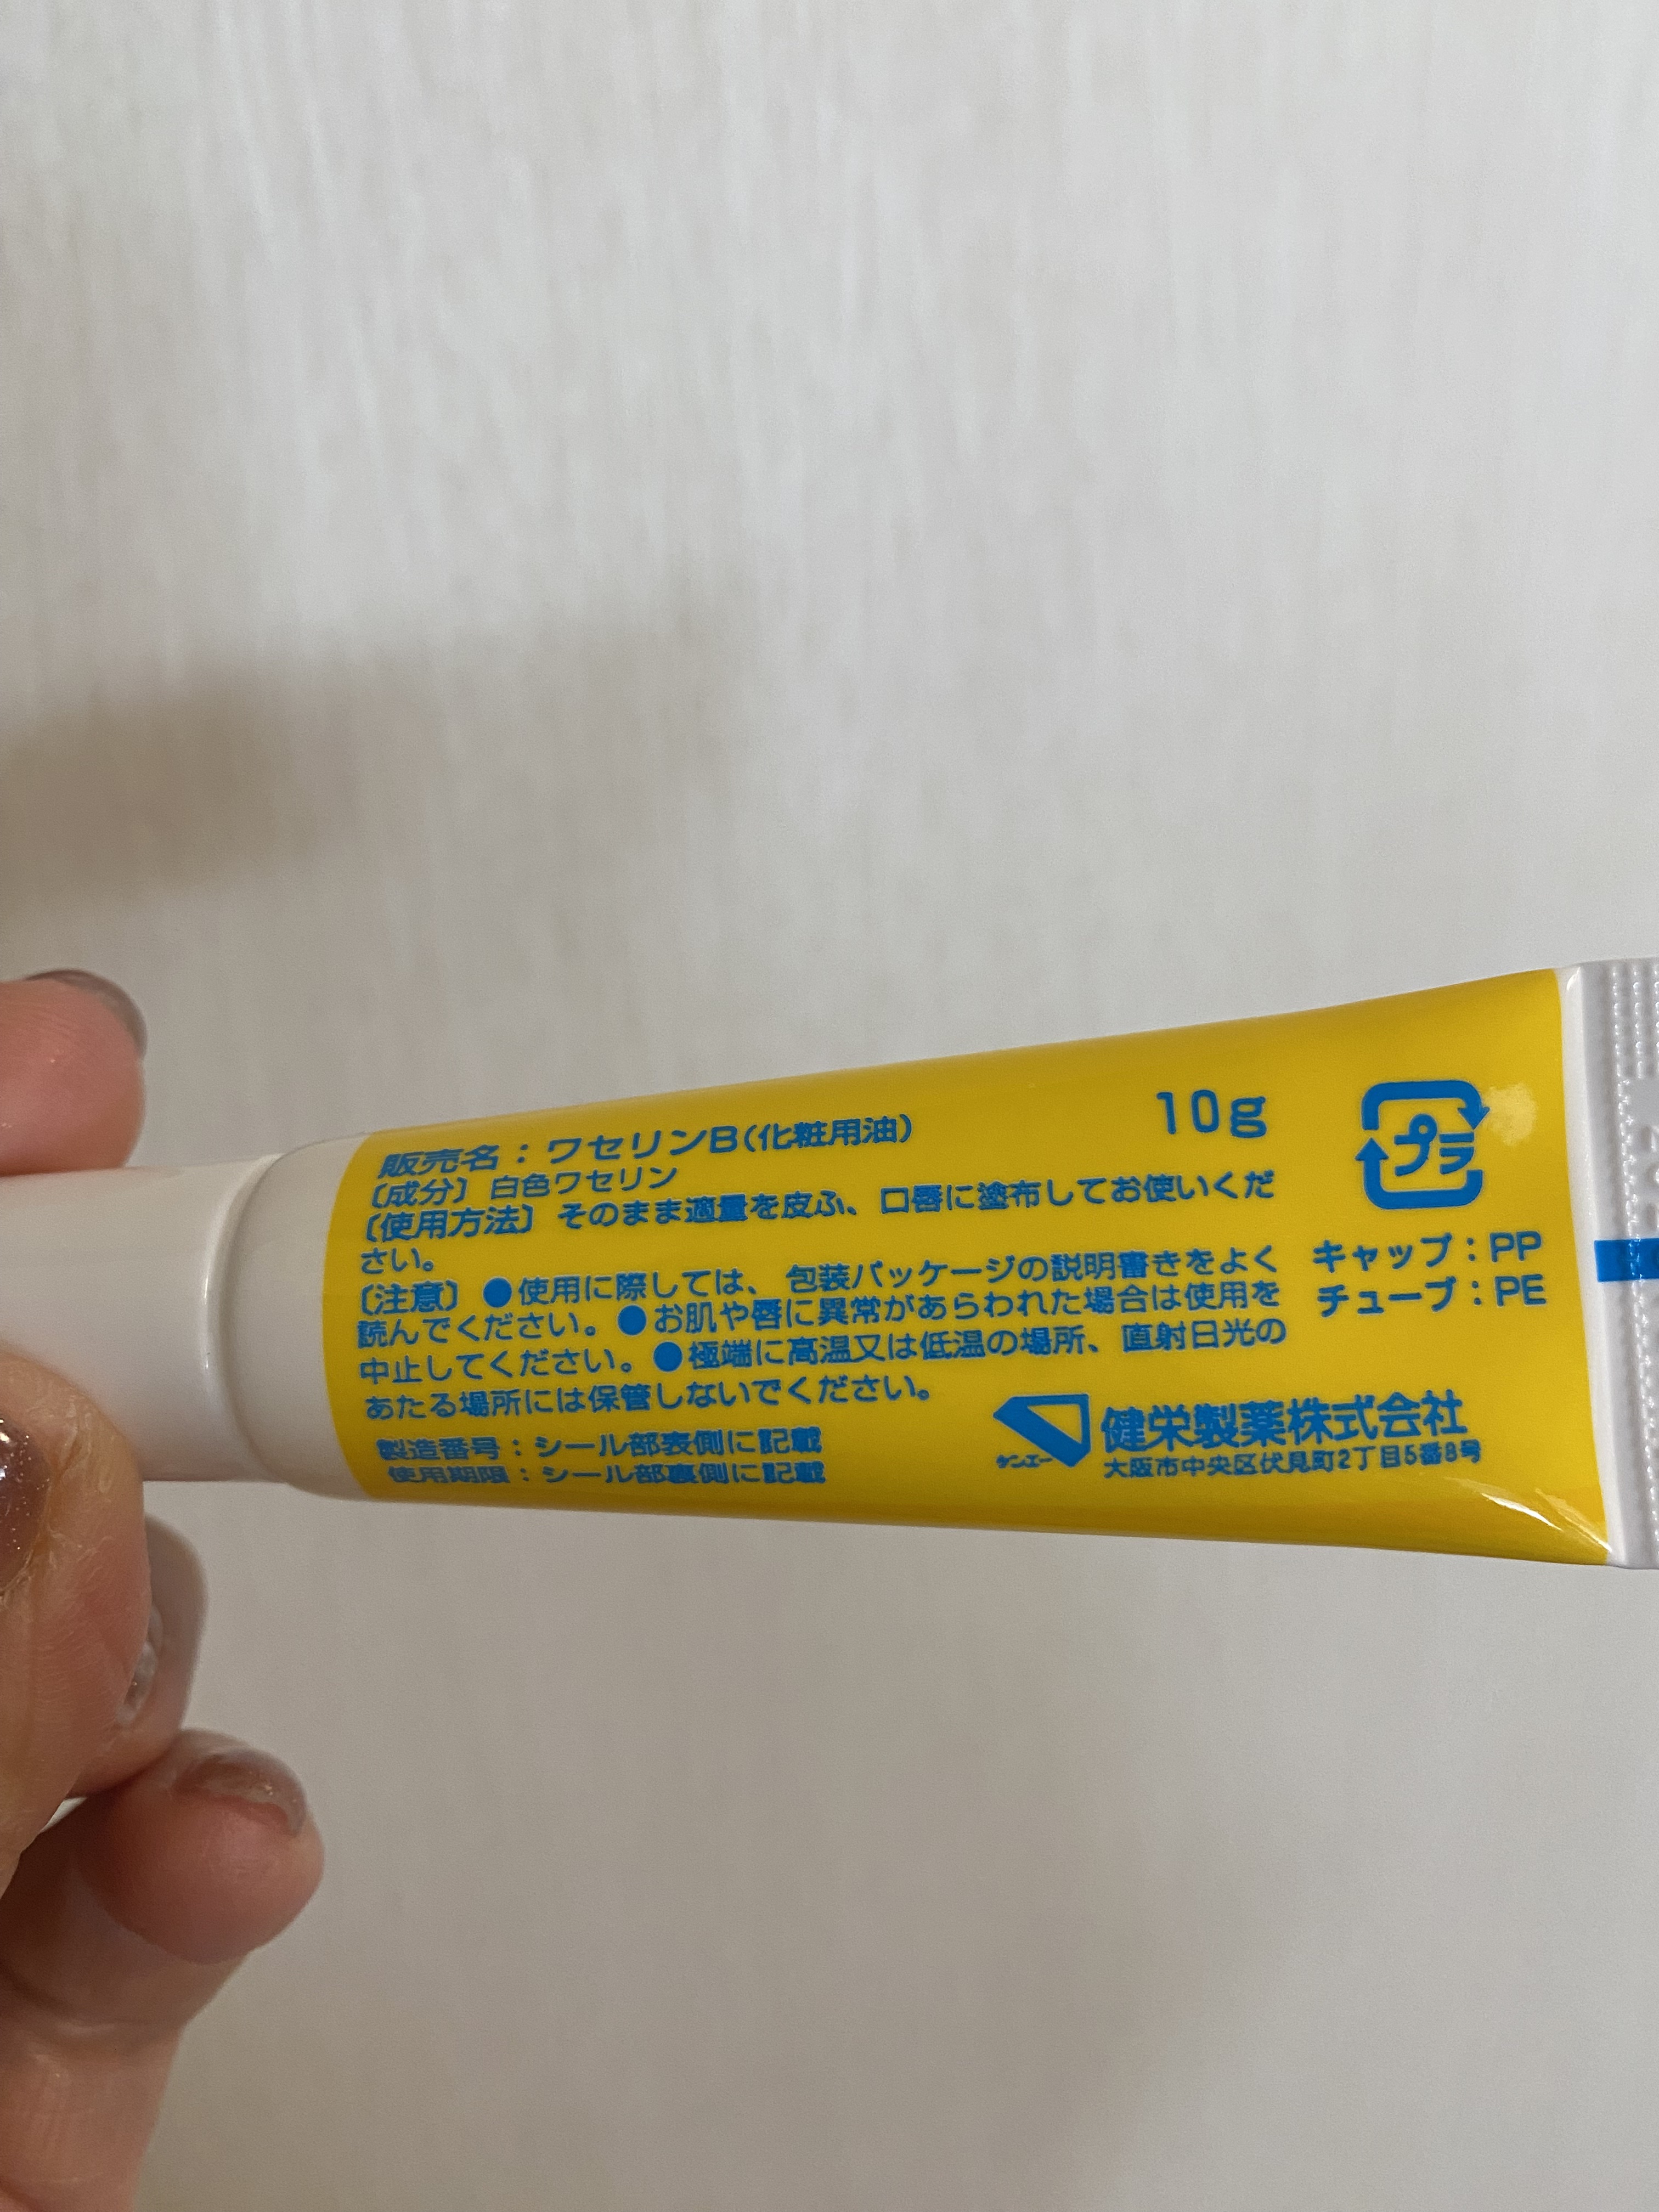 販売名：ワセリンB(化粧用油)
10g
〔成分〕白色ワセリン
〔使用方法〕そのまま適量を皮ふ、口唇に塗布してお使いくだ
さい。
〔注意〕●使用に際しては、包装パッケージの説明書きをよく
読んでください。●お肌や唇に異常があらわれた場合は使用を
中止してください。●極端に高温又は低温の場所、直射日光の
あたる場所には保管しないでください。
製造番号：シール部表側に記載
使用期限：シール部裏側に記載
プラ
キャップ：PP
チューブ：PE
ケンエー
健栄製薬株式会社
大阪市中央区伏見町2丁目5番8号